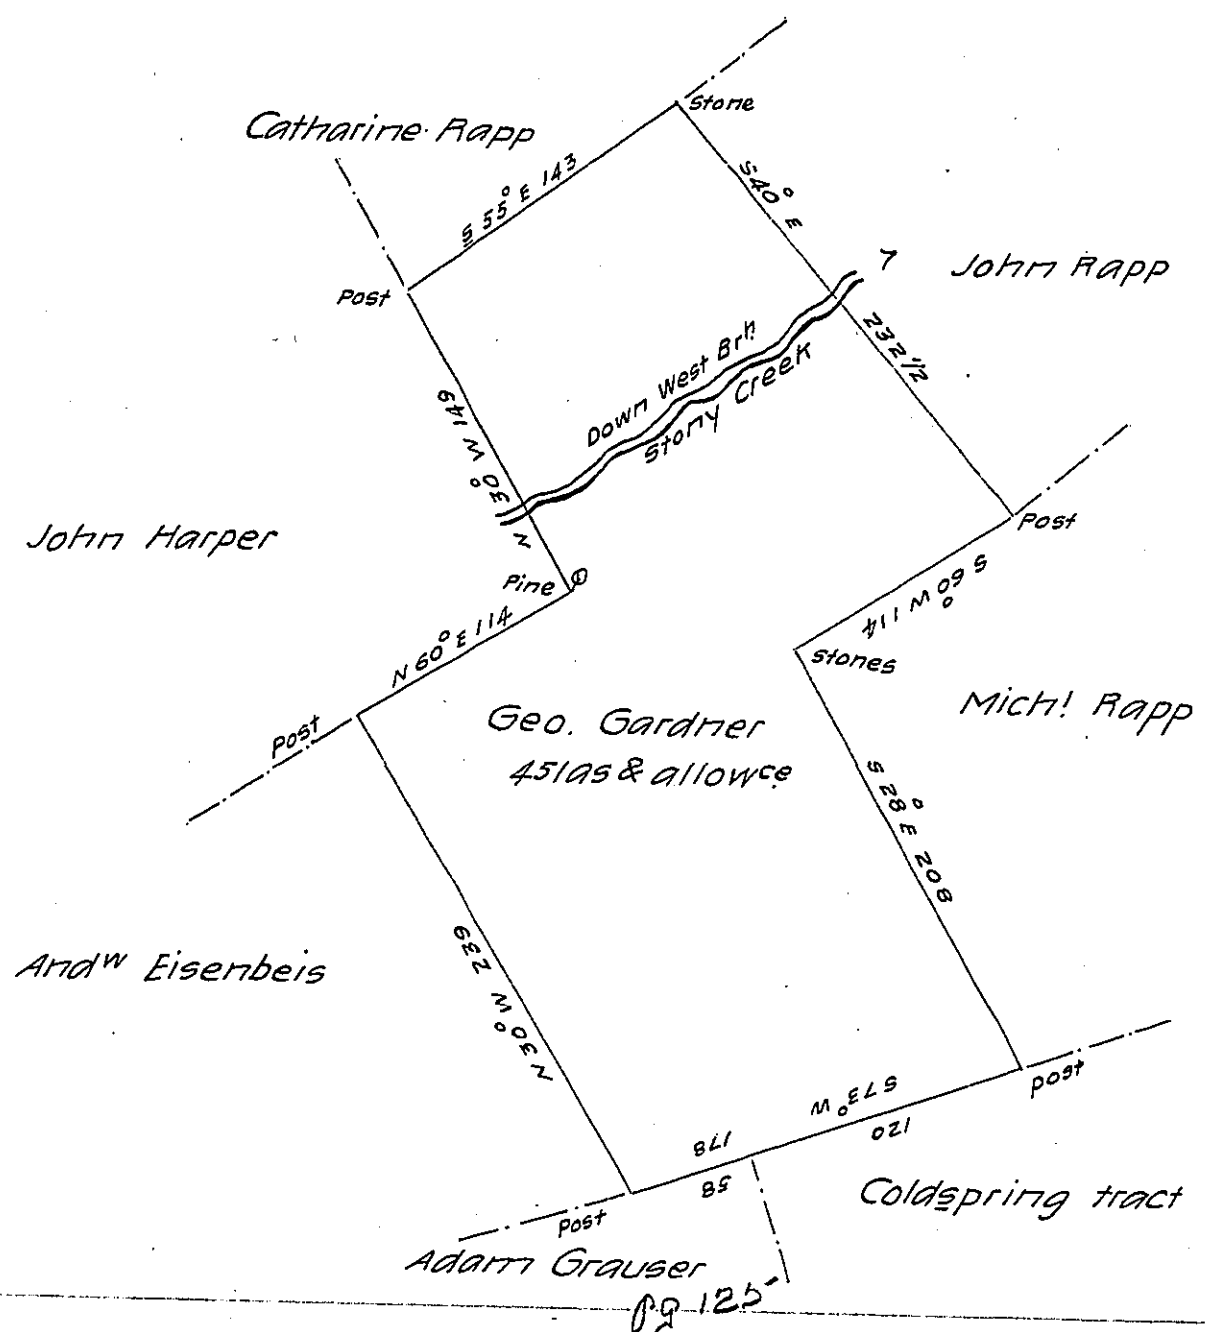 Stone
Catharine Rapp
S 55° E 143
S 40° E
232 1/2
John Rapp
Post
Down West Brh.
Stony Creek
N 30° W 149
John Harper
Post
Pine
S 60° W 114
N 60° E 114
Stones
Post
Geo. Gardner
451as & allowce
Mich! Rapp
S 28° E 208
Andw Eisenbeis
N 30° W 239
S 73° W
178
120
58
Post
Post
Coldspring tract
Adam Grauser
pg 125